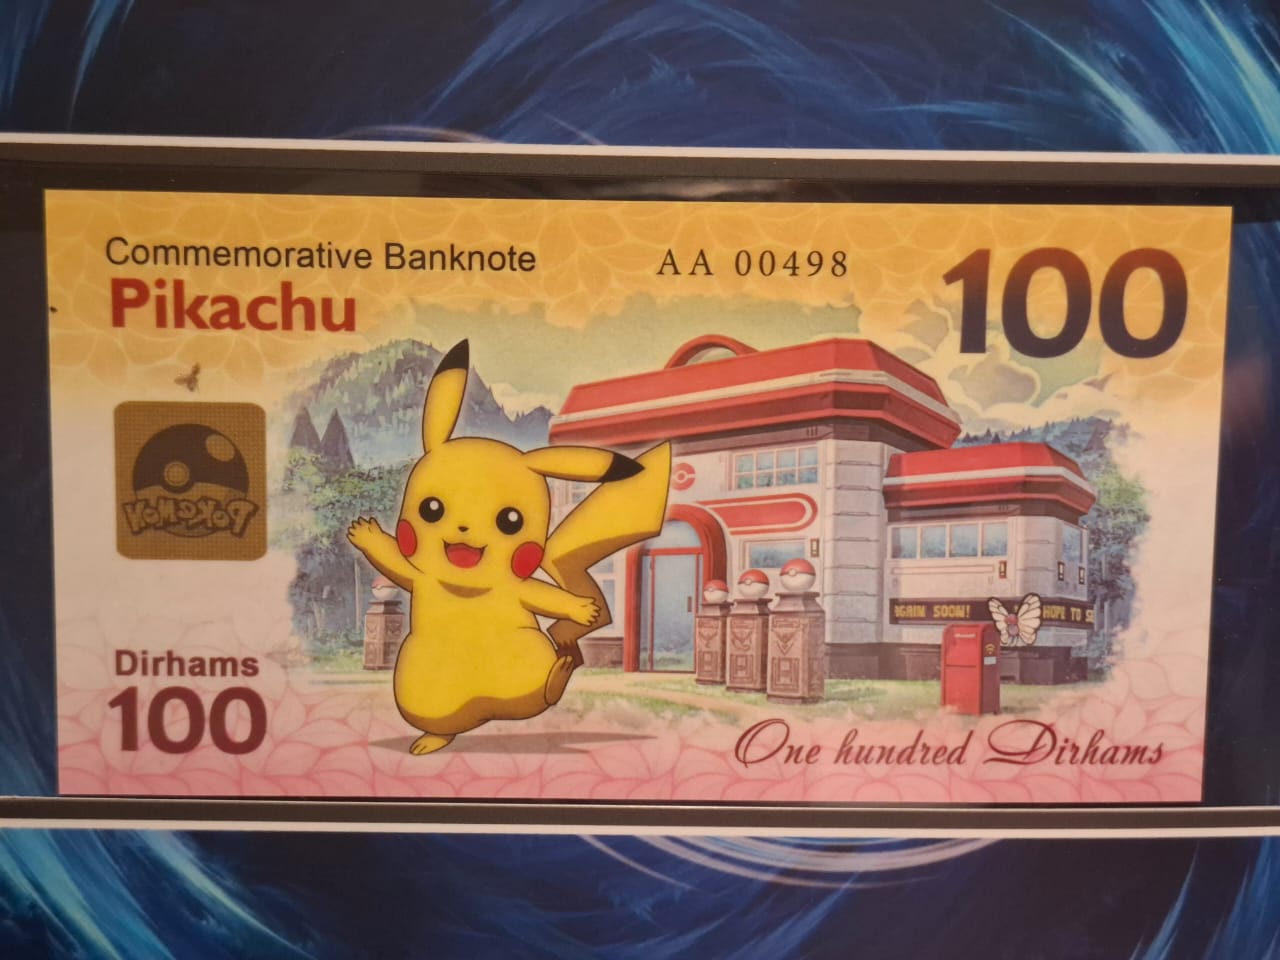 Commemorative Banknote
AA 00498
100
Pikachu
POKéMON
AGAIN SOON!
HOPE TO S
Dirhams
100
One hundred Dirhams